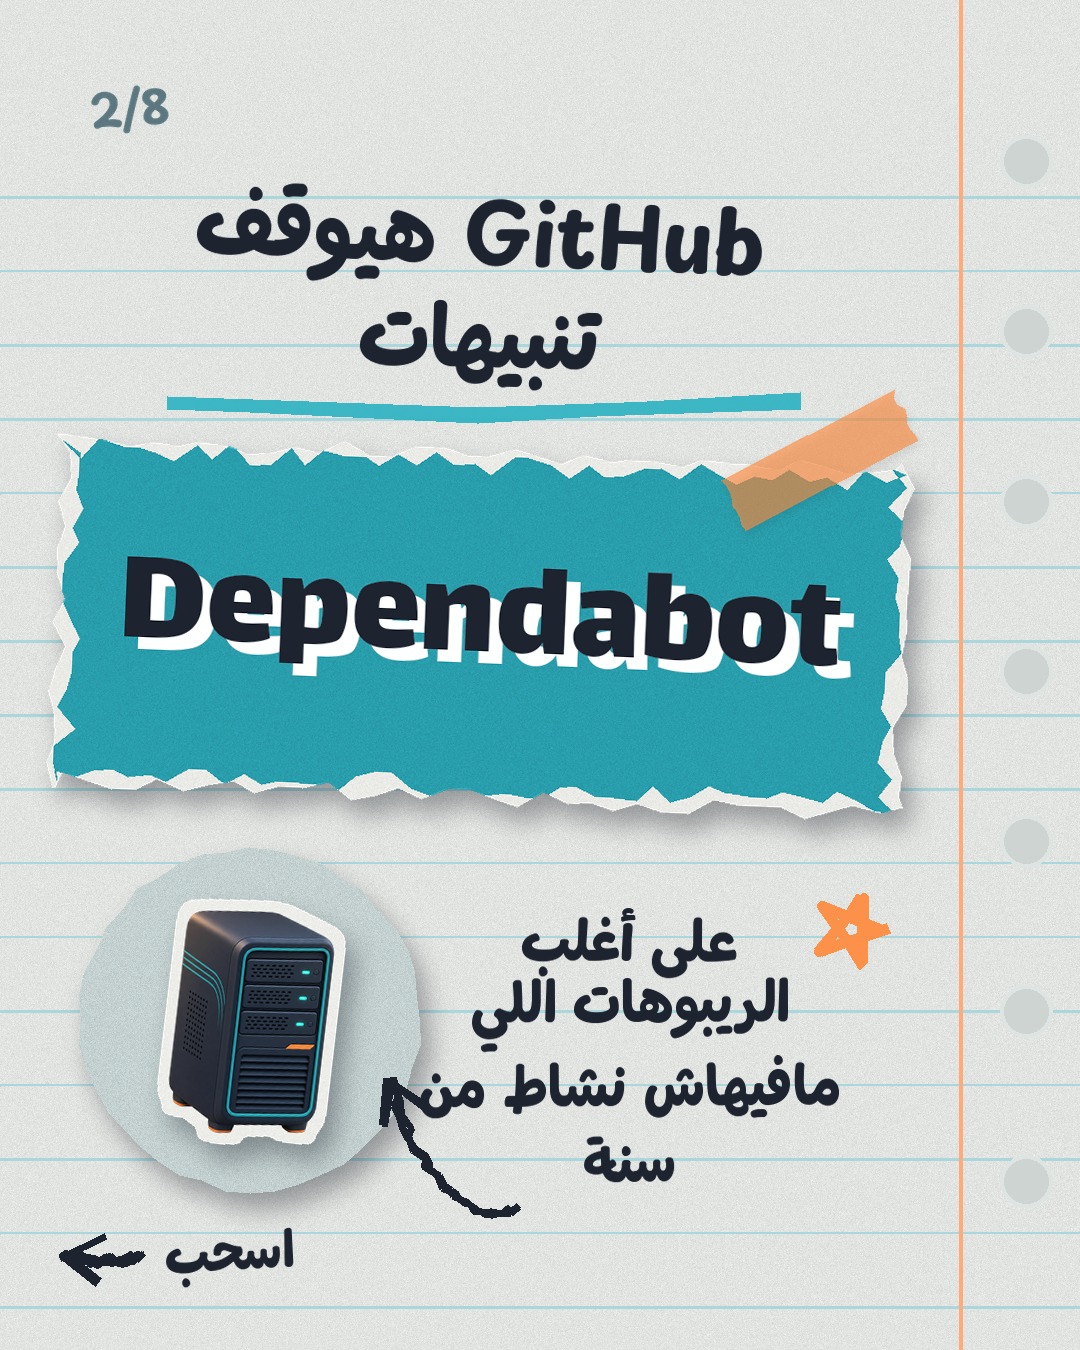 2/8
GitHub هيوقف
تنبيهات
Dependabot
على أغلب
الريبوهات اللي
مافيهاش نشاط من
سنة
اسحب